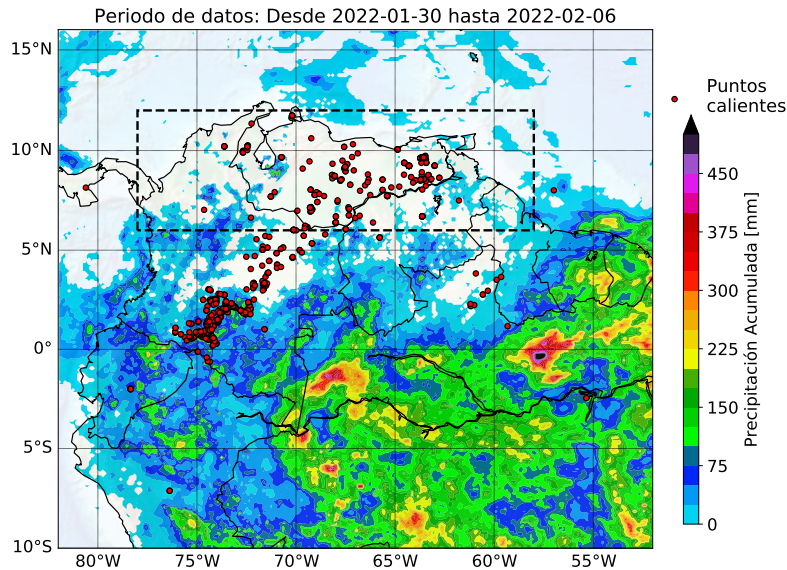 Periodo de datos: Desde 2022-01-30 hasta 2022-02-06
15°N
10°N
5°N
0°
5°S
10°S
80°W
75°W
70°W
65°W
60°W
55°W
Puntos
calientes
450
375
300
225
150
75
0
Precipitación Acumulada [mm]